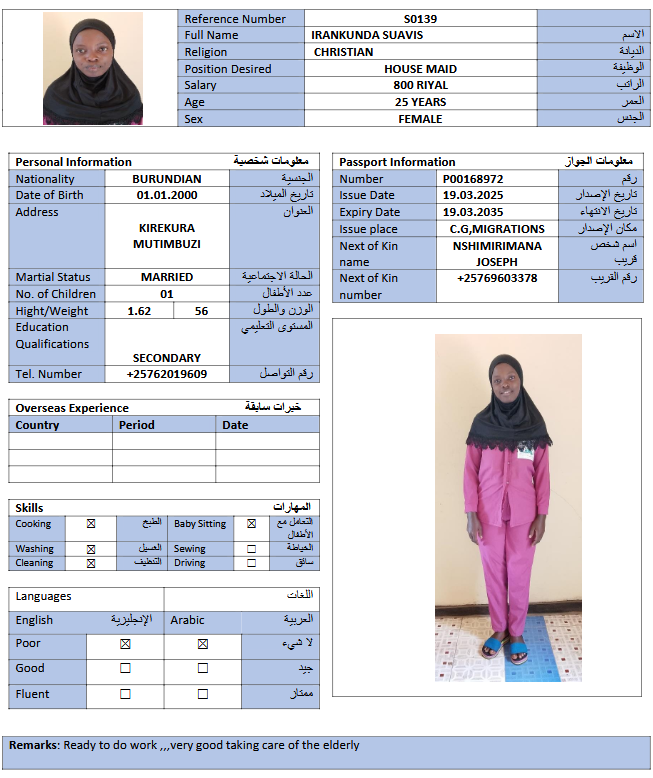 Reference Number S0139
Full Name IRANKUNDA SUAVIS الاسم
Religion CHRISTIAN الديانة
Position Desired HOUSE MAID الوظيفة
Salary 800 RIYAL الراتب
Age 25 YEARS العمر
Sex FEMALE الجنس
Personal Information معلومات شخصية
Nationality BURUNDIAN الجنسية
Date of Birth 01.01.2000 تاريخ الميلاد
Address العنوان
KIREKURA
MUTIMBUZI
Martial Status MARRIED الحالة الاجتماعية
No. of Children 01 عدد الأطفال
Hight/Weight 1.62 56 الوزن والطول
Education المستوى التعليمي
Qualifications
SECONDARY
Tel. Number +25762019609 رقم التواصل
Passport Information معلومات الجواز
Number P00168972 رقم
Issue Date 19.03.2025 تاريخ الإصدار
Expiry Date 19.03.2035 تاريخ الانتهاء
Issue place C.G,MIGRATIONS مكان الإصدار
Next of Kin NSHIMIRIMANA اسم شخص
name JOSEPH قريب
Next of Kin +25769603378 رقم القريب
number
Overseas Experience خبرات سابقة
Country Period Date
Skills المهارات
Cooking ☒ الطبخ Baby Sitting ☒ التعامل مع
الأطفال
Washing ☒ الغسيل Sewing ☐ الخياطة
Cleaning ☒ التنظيف Driving ☐ سائق
Languages اللغات
English الإنجليزية Arabic العربية
Poor ☒ ☒ لا شيء
Good ☐ ☐ جيد
Fluent ☐ ☐ ممتاز
Remarks: Ready to do work ,,,very good taking care of the elderly